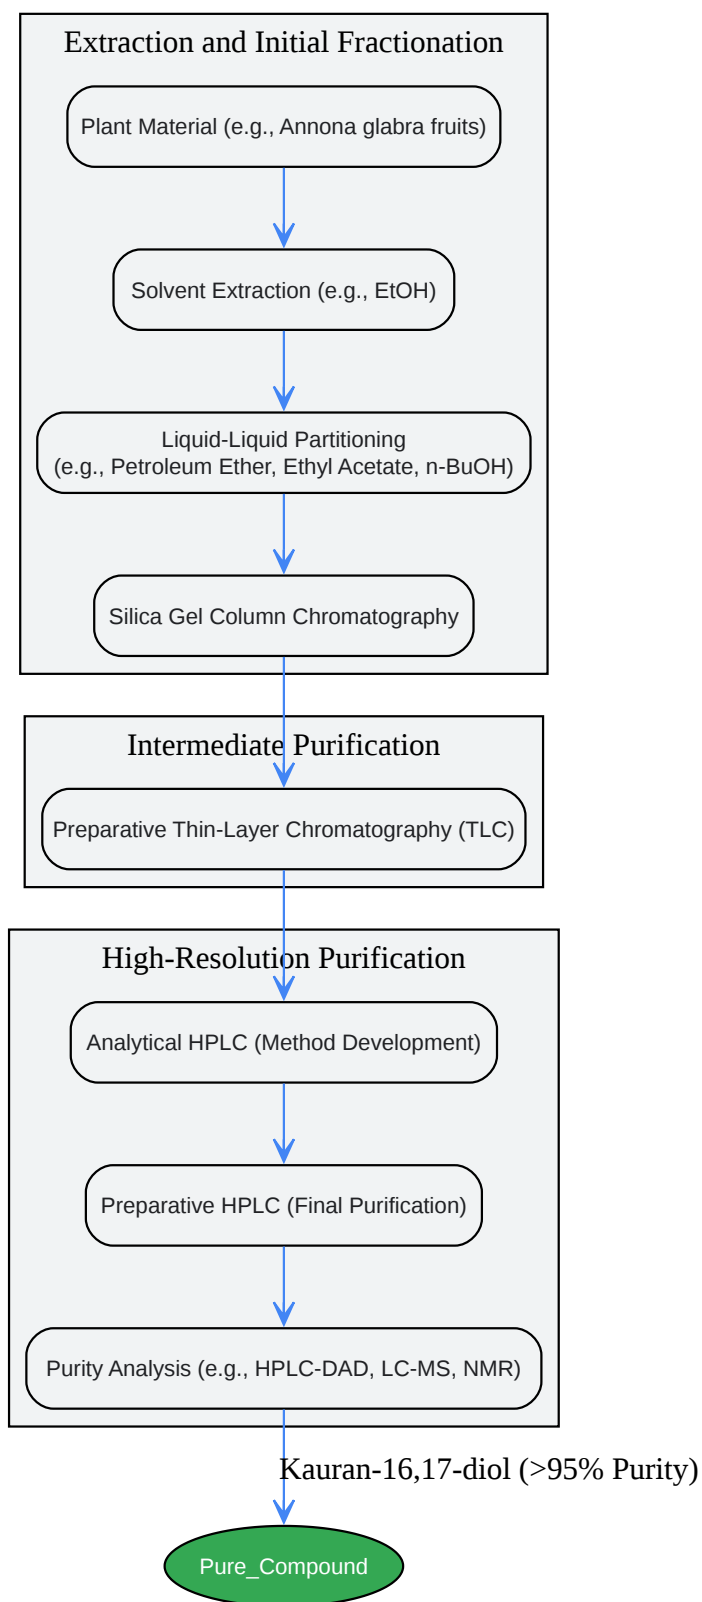 Extraction and Initial Fractionation
Plant Material (e.g., Annona glabra fruits)
Solvent Extraction (e.g., EtOH)
Liquid-Liquid Partitioning
(e.g., Petroleum Ether, Ethyl Acetate, n-BuOH)
Silica Gel Column Chromatography
Intermediate Purification
Preparative Thin-Layer Chromatography (TLC)
High-Resolution Purification
Analytical HPLC (Method Development)
Preparative HPLC (Final Purification)
Purity Analysis (e.g., HPLC-DAD, LC-MS, NMR)
Kauran-16,17-diol (>95% Purity)
Pure_Compound